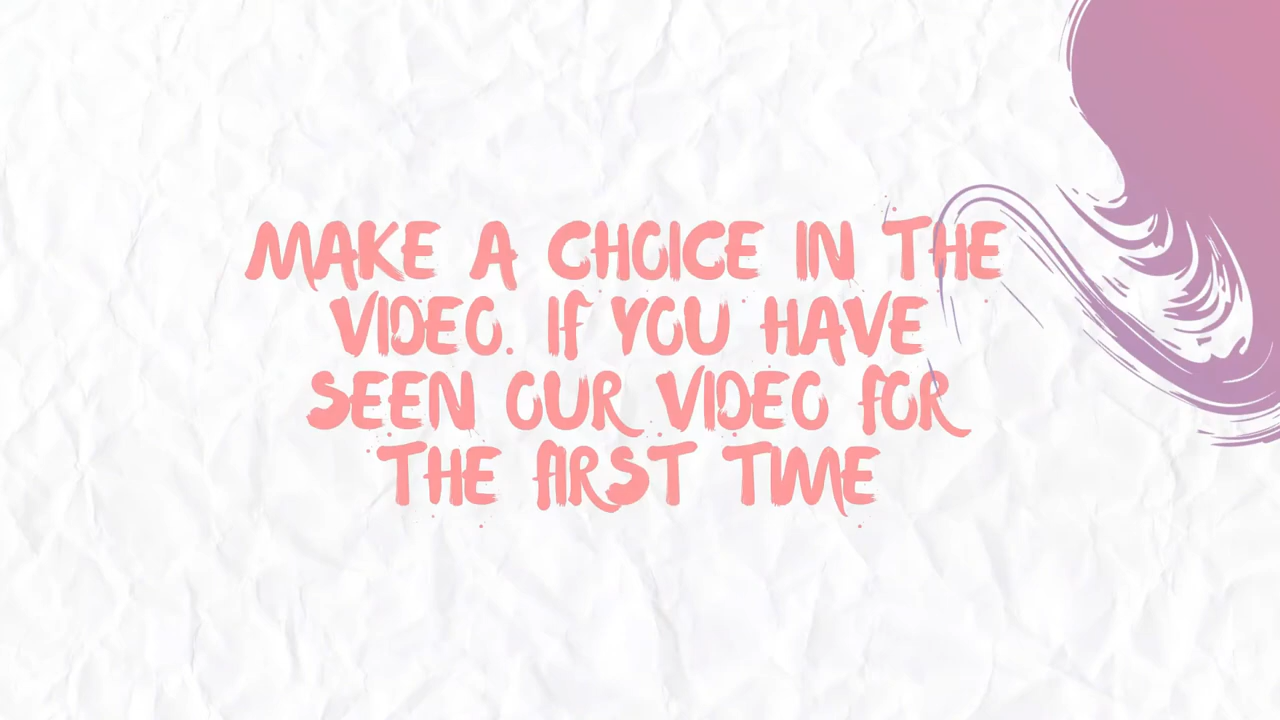 MAKE A CHOICE IN THE
VIDEO. IF YOU HAVE
SEEN OUR VIDEO FOR
THE FIRST TIME